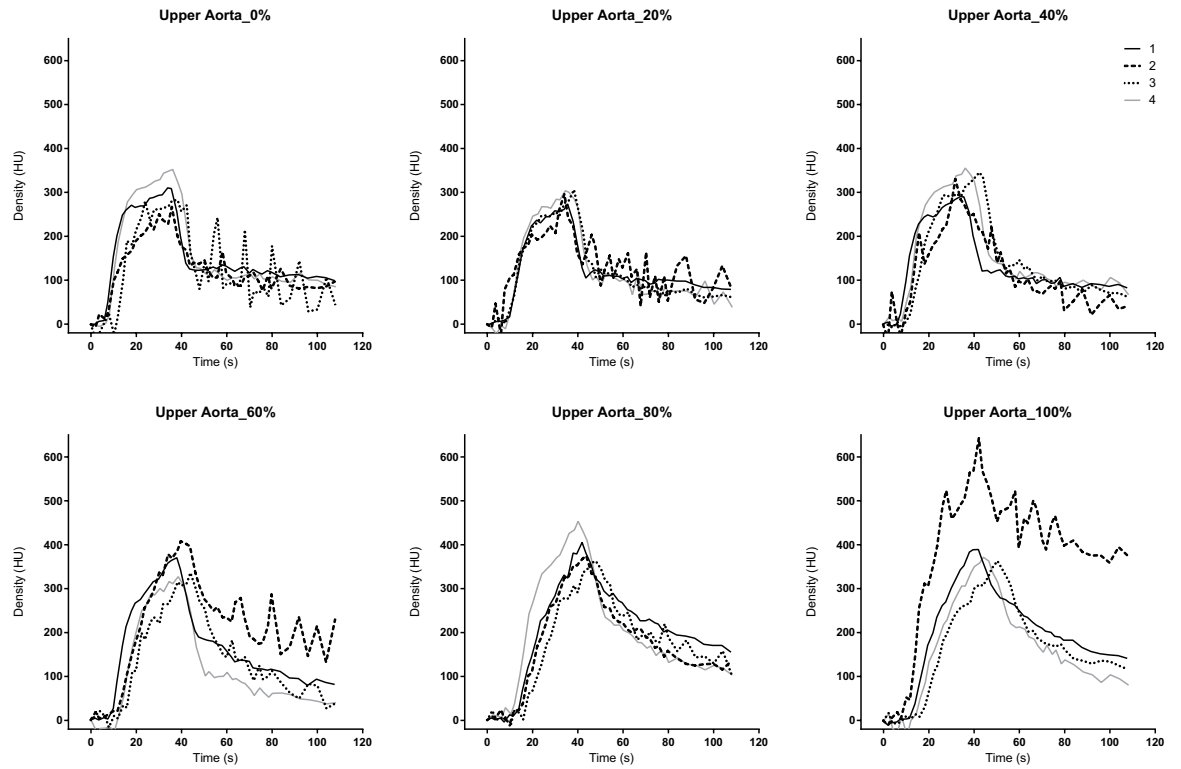 Upper Aorta_0%
Density (HU)
600
500
400
300
200
100
0
0 20 40 60 80 100 120
Time (s)
Upper Aorta_20%
Density (HU)
600
500
400
300
200
100
0
0 20 40 60 80 100 120
Time (s)
Upper Aorta_40%
Density (HU)
600
500
400
300
200
100
0
0 20 40 60 80 100 120
Time (s)
1
2
3
4
Upper Aorta_60%
Density (HU)
600
500
400
300
200
100
0
0 20 40 60 80 100 120
Time (s)
Upper Aorta_80%
Density (HU)
600
500
400
300
200
100
0
0 20 40 60 80 100 120
Time (s)
Upper Aorta_100%
Density (HU)
600
500
400
300
200
100
0
0 20 40 60 80 100 120
Time (s)